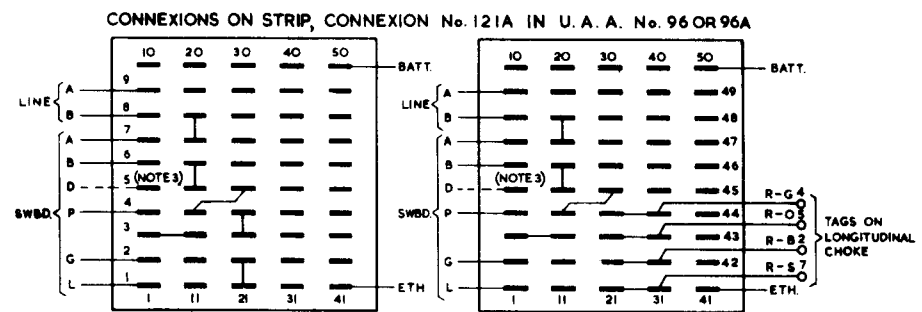 CONNEXIONS ON STRIP, CONNEXION No. 121A IN U. A. A. No. 96 OR 96A
10 20 30 40 50
BATT.
9
LINE
A
B
8
7
A
6
B
5
D
(NOTE 3)
SWBD.
4
P
3
2
G
1
L
ETH.
1 11 21 31 41
10 20 30 40 50
BATT.
LINE
A
49
B
48
A
47
B
46
D
(NOTE 3)
45
SWBD.
P
44
43
G
42
L
ETH.
1 11 21 31 41
R-G 4
R-O 5
R-B 2
R-S 7
TAGS ON
LONGITUDINAL
CHOKE